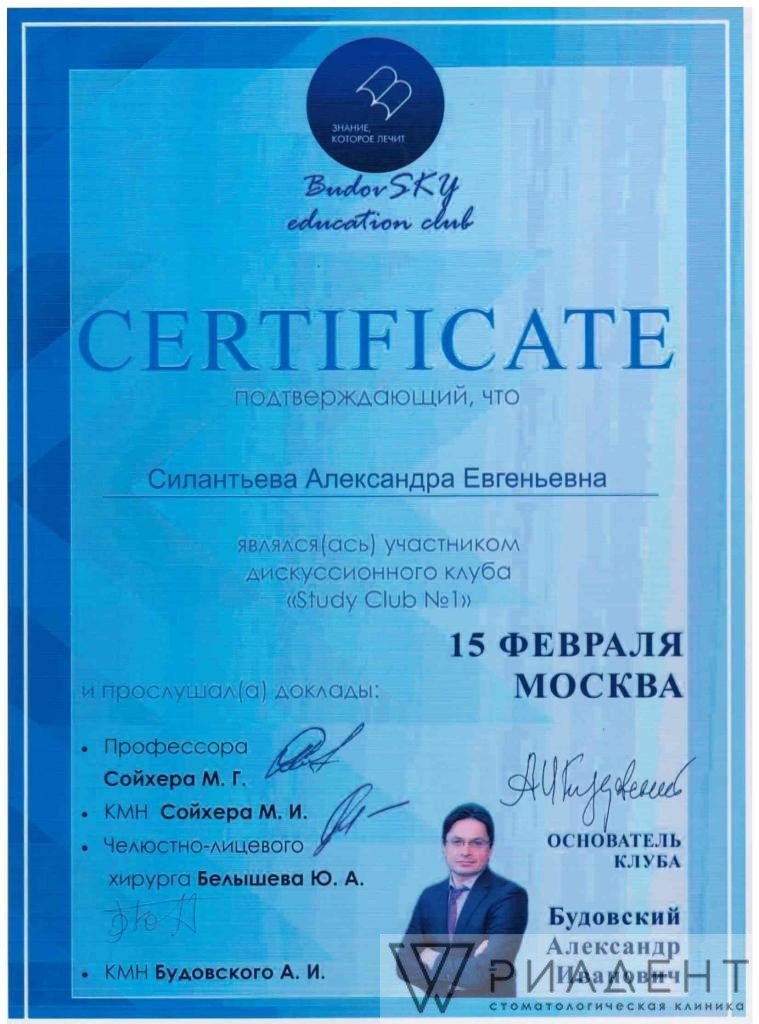 ЗНАНИЕ,
КОТОРОЕ ЛЕЧИТ
BudovSKY
education club
CERTIFICATE
подтверждающий, что
Силантьева Александра Евгеньевна
являлся(ась) участником
дискуссионного клуба
«Study Club №1»
15 ФЕВРАЛЯ
МОСКВА
и прослушал(а) доклады:
• Профессора
Сойхера М. Г.
• КМН Сойхера М. И.
• Челюстно-лицевого
хирурга Белышева Ю. А.
• КМН Будовского А. И.
ОСНОВАТЕЛЬ
КЛУБА
Будовский
Александр
Иванович
РИАДЕНТ
стоматологическая клиника